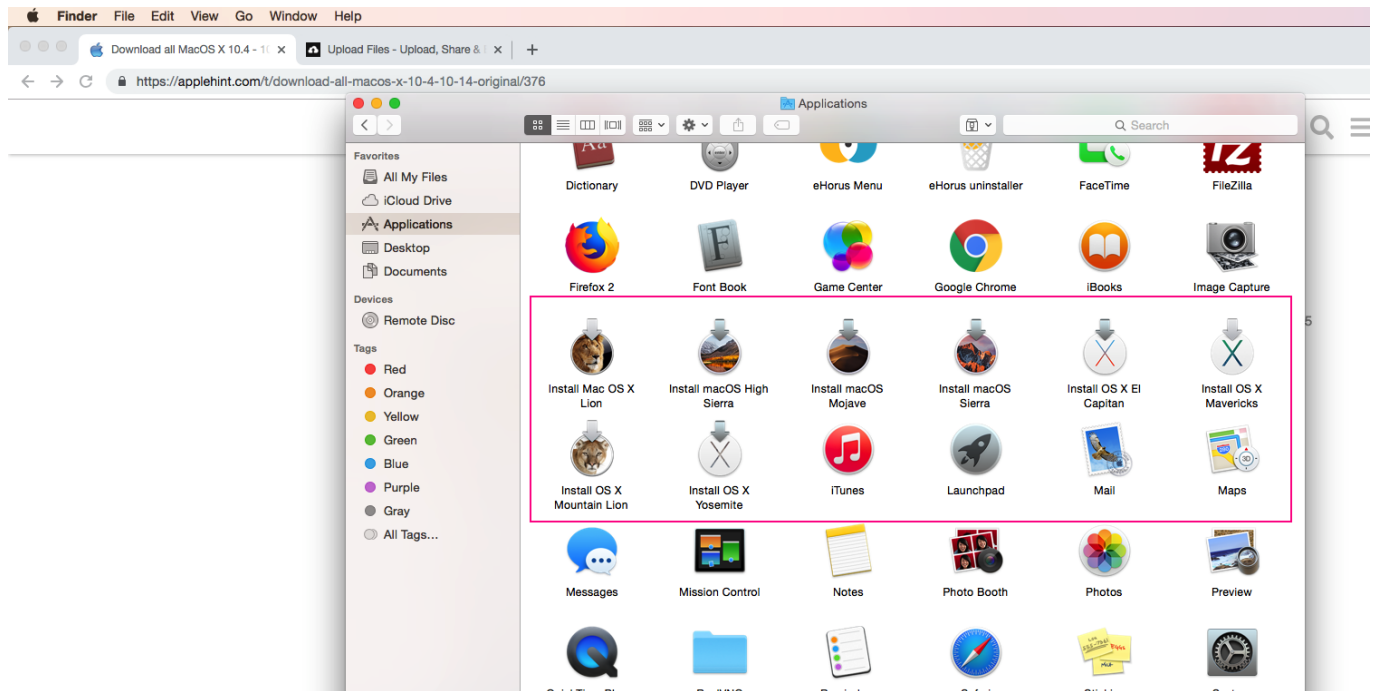 Finder File Edit View Go Window Help
Download all MacOS X 10.4 - 10
Upload Files - Upload, Share &
https://applehint.com/t/download-all-macos-x-10-4-10-14-original/376
Applications
Search
Favorites
All My Files
iCloud Drive
Applications
Desktop
Documents
Devices
Remote Disc
Tags
Red
Orange
Yellow
Green
Blue
Purple
Gray
All Tags...
Aa
Dictionary
DVD Player
eHorus Menu
eHorus uninstaller
FaceTime
FileZilla
F
Firefox 2
Font Book
Game Center
Google Chrome
iBooks
Image Capture
5
Install Mac OS X
Lion
Install macOS High
Sierra
Install macOS
Mojave
Install macOS
Sierra
Install OS X El
Capitan
Install OS X
Mavericks
3D
Install OS X
Mountain Lion
Install OS X
Yosemite
iTunes
Launchpad
Mail
Maps
Messages
Mission Control
Notes
Photo Booth
Photos
Preview